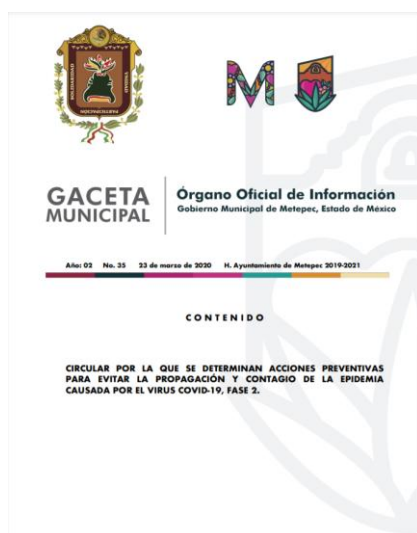 GACETA
MUNICIPAL
Órgano Oficial de Información
Gobierno Municipal de Metepec, Estado de México
Año: 02 No. 35 23 de marzo de 2020 H. Ayuntamiento de Metepec 2019-2021
CONTENIDO
CIRCULAR POR LA QUE SE DETERMINAN ACCIONES PREVENTIVAS
PARA EVITAR LA PROPAGACIÓN Y CONTAGIO DE LA EPIDEMIA
CAUSADA POR EL VIRUS COVID-19, FASE 2.